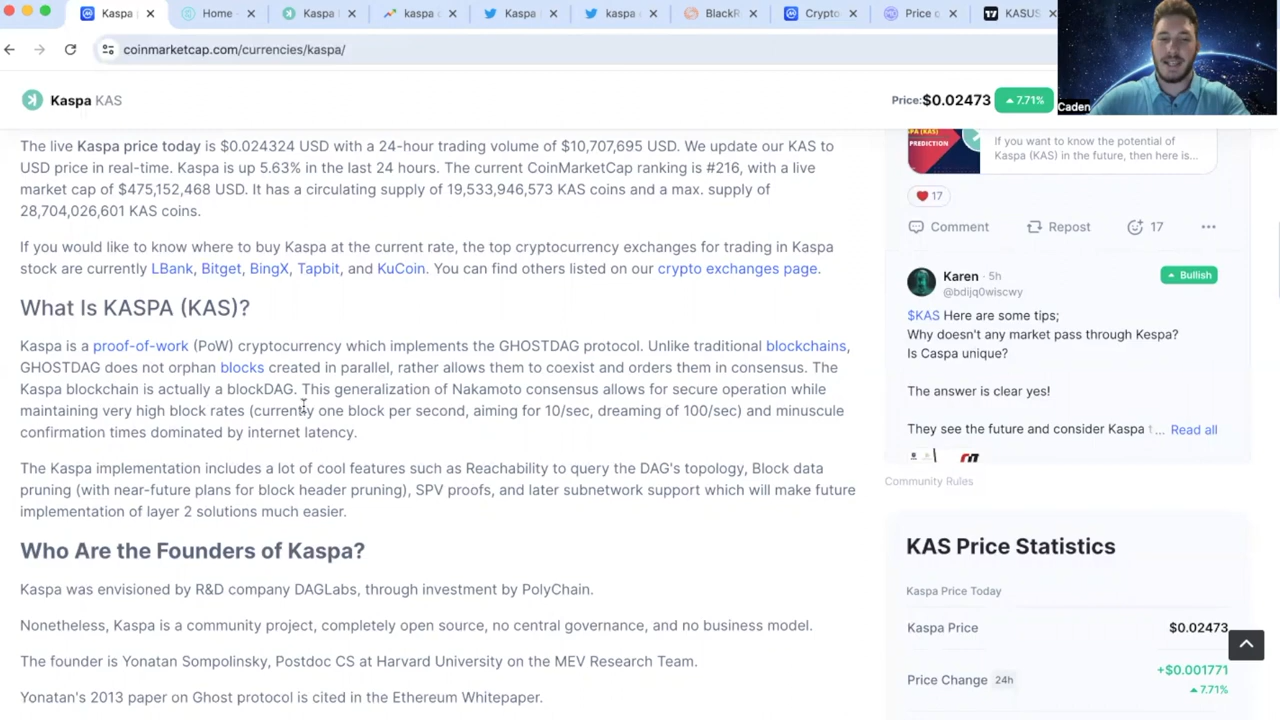 Kaspa
Home
Kaspa
kaspa c
Kaspa
kaspa
BlackR
Crypto
Price o
KASUS
coinmarketcap.com/currencies/kaspa/
Caden
Kaspa KAS
Price:$0.02473
7.71%
The live Kaspa price today is $0.024324 USD with a 24-hour trading volume of $10,707,695 USD. We update our KAS to
USD price in real-time. Kaspa is up 5.63% in the last 24 hours. The current CoinMarketCap ranking is #216, with a live
market cap of $475,152,468 USD. It has a circulating supply of 19,533,946,573 KAS coins and a max. supply of
28,704,026,601 KAS coins.
If you would like to know where to buy Kaspa at the current rate, the top cryptocurrency exchanges for trading in Kaspa
stock are currently LBank, Bitget, BingX, Tapbit, and KuCoin. You can find others listed on our crypto exchanges page.
What Is KASPA (KAS)?
Kaspa is a proof-of-work (PoW) cryptocurrency which implements the GHOSTDAG protocol. Unlike traditional blockchains,
GHOSTDAG does not orphan blocks created in parallel, rather allows them to coexist and orders them in consensus. The
Kaspa blockchain is actually a blockDAG. This generalization of Nakamoto consensus allows for secure operation while
maintaining very high block rates (currently one block per second, aiming for 10/sec, dreaming of 100/sec) and minuscule
confirmation times dominated by internet latency.
The Kaspa implementation includes a lot of cool features such as Reachability to query the DAG's topology, Block data
pruning (with near-future plans for block header pruning), SPV proofs, and later subnetwork support which will make future
implementation of layer 2 solutions much easier.
Who Are the Founders of Kaspa?
Kaspa was envisioned by R&D company DAGLabs, through investment by PolyChain.
Nonetheless, Kaspa is a community project, completely open source, no central governance, and no business model.
The founder is Yonatan Sompolinsky, Postdoc CS at Harvard University on the MEV Research Team.
Yonatan's 2013 paper on Ghost protocol is cited in the Ethereum Whitepaper.
(KAS)
PREDICTION
If you want to know the potential of
Kaspa (KAS) in the future, then here is...
17
Comment
Repost
17
Karen · 5h
@bdijq0wiscwy
Bullish
$KAS Here are some tips;
Why doesn't any market pass through Kespa?
Is Caspa unique?
The answer is clear yes!
They see the future and consider Kaspa t... Read all
Community Rules
KAS Price Statistics
Kaspa Price Today
Kaspa Price
$0.02473
Price Change 24h
+$0.001771
7.71%